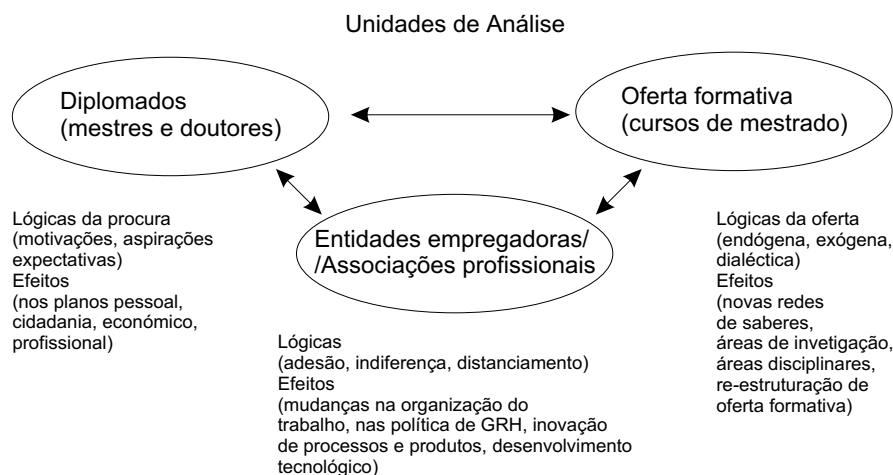 Unidades de Análise
Diplomados
(mestres e doutores)
Oferta formativa
(cursos de mestrado)
Entidades empregadoras/
/Associações profissionais
Lógicas da procura
(motivações, aspirações
expectativas)
Efeitos
(nos planos pessoal,
cidadania, económico,
profissional)
Lógicas
(adesão, indiferença, distanciamento)
Efeitos
(mudanças na organização do
trabalho, nas política de GRH, inovação
de processos e produtos, desenvolvimento
tecnológico)
Lógicas da oferta
(endógena, exógena,
dialéctica)
Efeitos
(novas redes
de saberes,
áreas de invetigação,
áreas disciplinares,
re-estruturação de
oferta formativa)